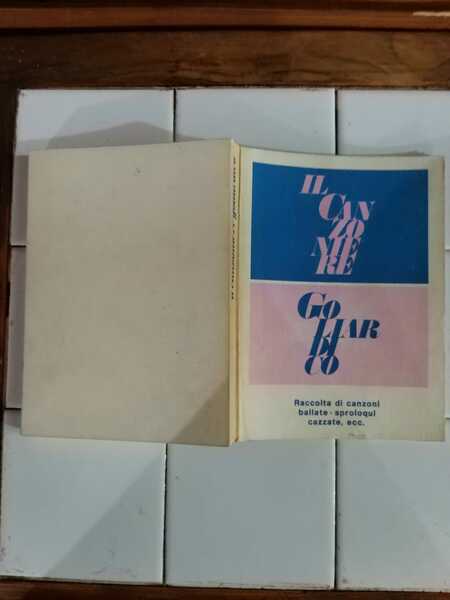 IL
CAN
ZO
NIE
RE
GO
LIAR
DI
CO
Raccolta di canzoni
ballate - sproloqui
cazzate, ecc.